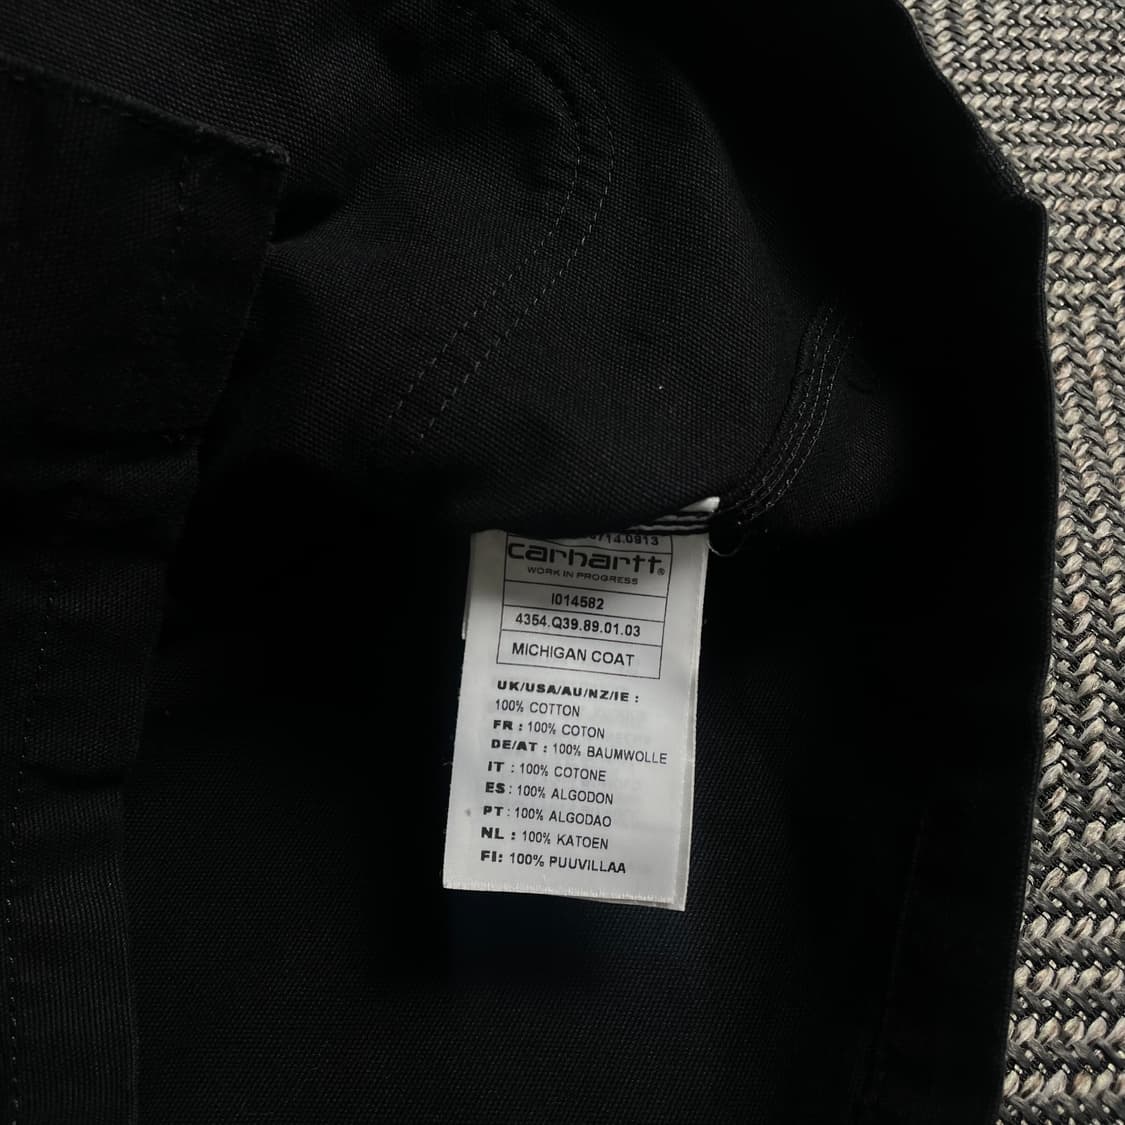 carhartt®
WORK IN PROGRESS
I014582
4354.Q39.89.01.03
MICHIGAN COAT
UK/USA/AU/NZ/IE :
100% COTTON
FR : 100% COTON
DE/AT : 100% BAUMWOLLE
IT : 100% COTONE
ES : 100% ALGODON
PT : 100% ALGODAO
NL : 100% KATOEN
FI: 100% PUUVILLAA